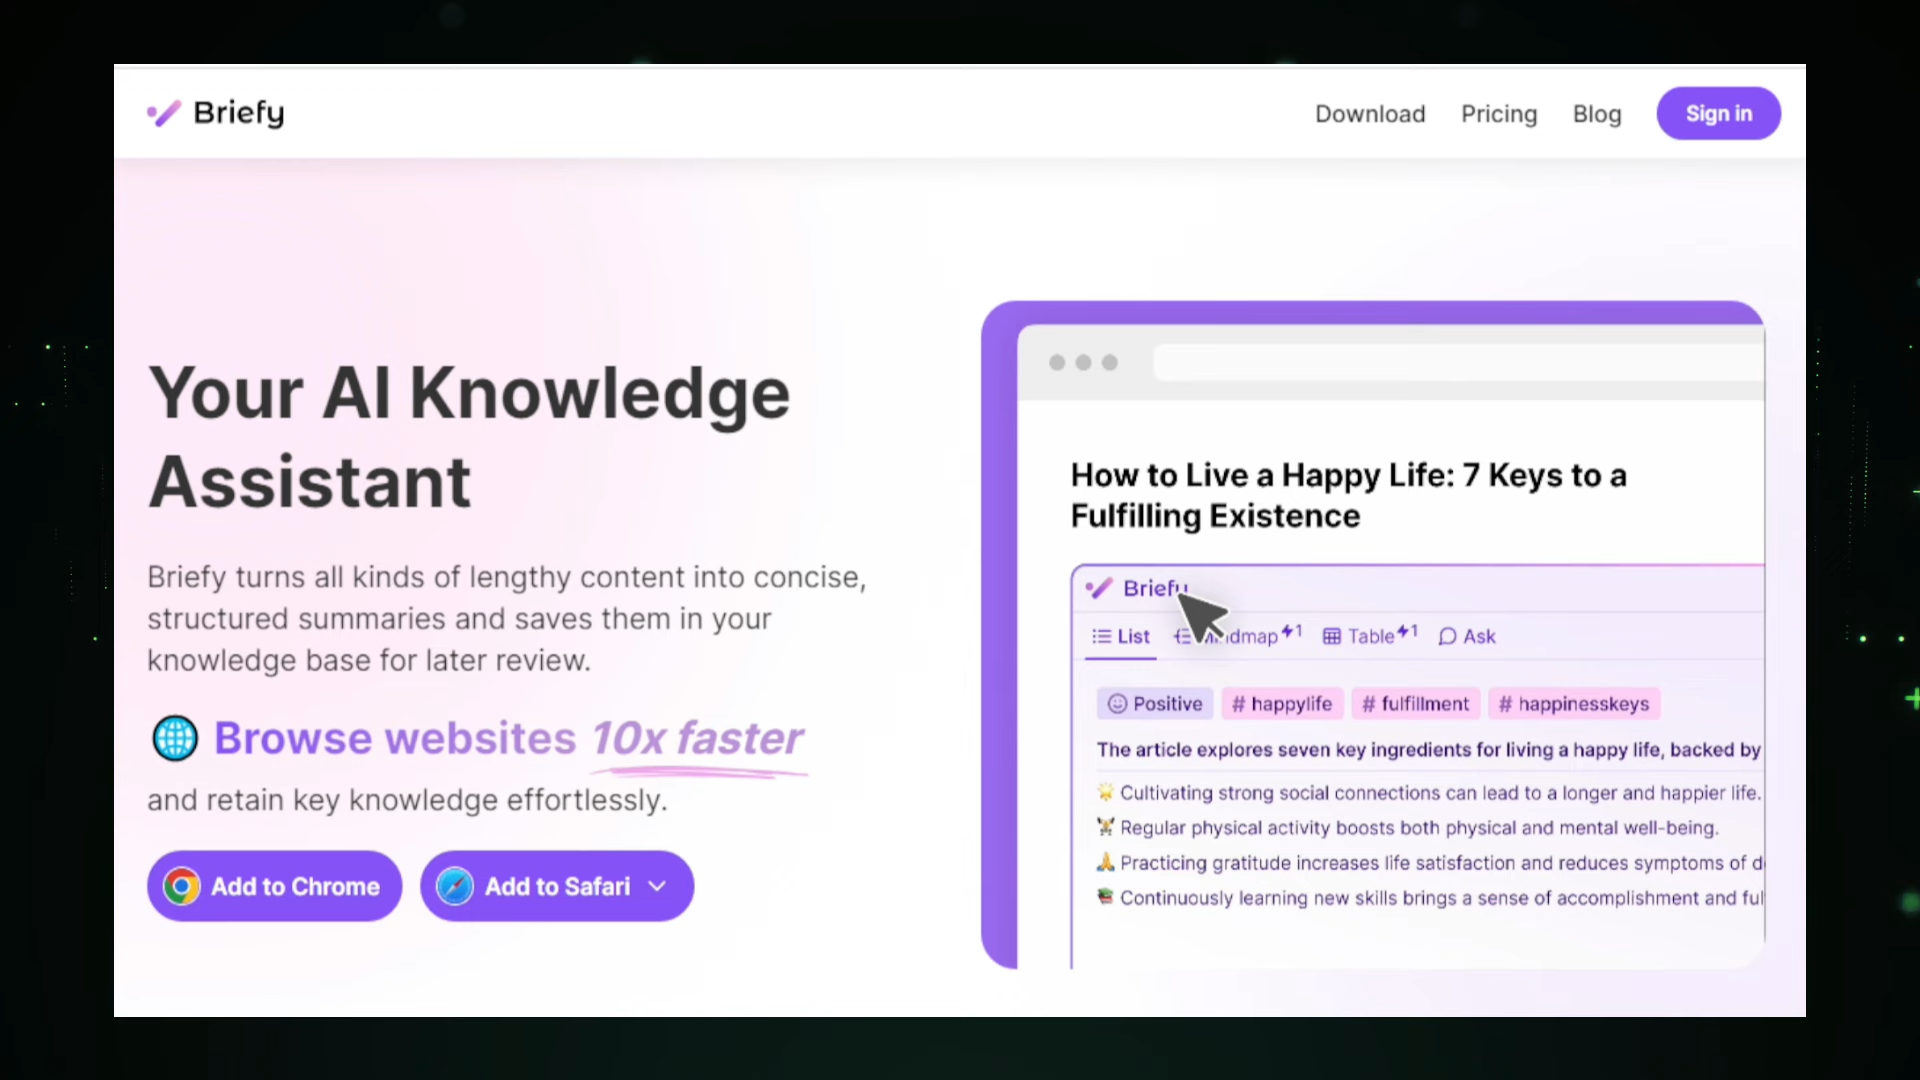 Briefy
Download Pricing Blog Sign in
Your AI Knowledge
Assistant
Briefy turns all kinds of lengthy content into concise,
structured summaries and saves them in your
knowledge base for later review.
Browse websites 10x faster
and retain key knowledge effortlessly.
Add to Chrome Add to Safari
How to Live a Happy Life: 7 Keys to a
Fulfilling Existence
Briefy
List Mindmap 1 Table 1 Ask
Positive # happylife # fulfillment # happinesskeys
The article explores seven key ingredients for living a happy life, backed by
Cultivating strong social connections can lead to a longer and happier life.
Regular physical activity boosts both physical and mental well-being.
Practicing gratitude increases life satisfaction and reduces symptoms of
Continuously learning new skills brings a sense of accomplishment and